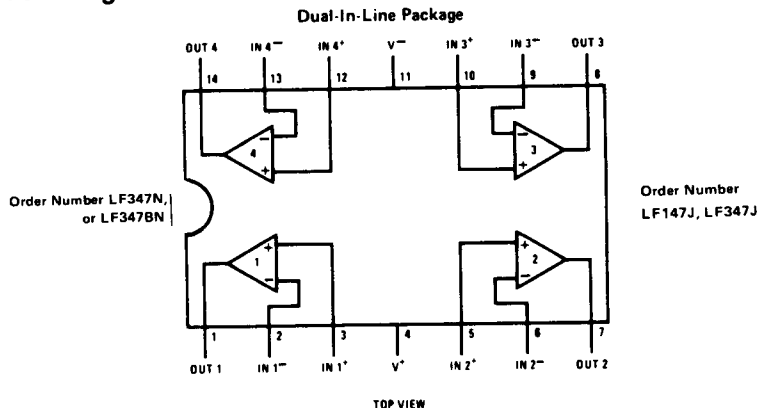 Dual-In-Line Package
OUT 4 IN 4− IN 4+ V− IN 3+ IN 3− OUT 3
14 13 12 11 10 9 8
− −
4 3
+ +
Order Number LF347N,
or LF347BN
Order Number
LF147J, LF347J
+ +
1 2
− −
1 2 3 4 5 6 7
OUT 1 IN 1− IN 1+ V+ IN 2+ IN 2− OUT 2
TOP VIEW